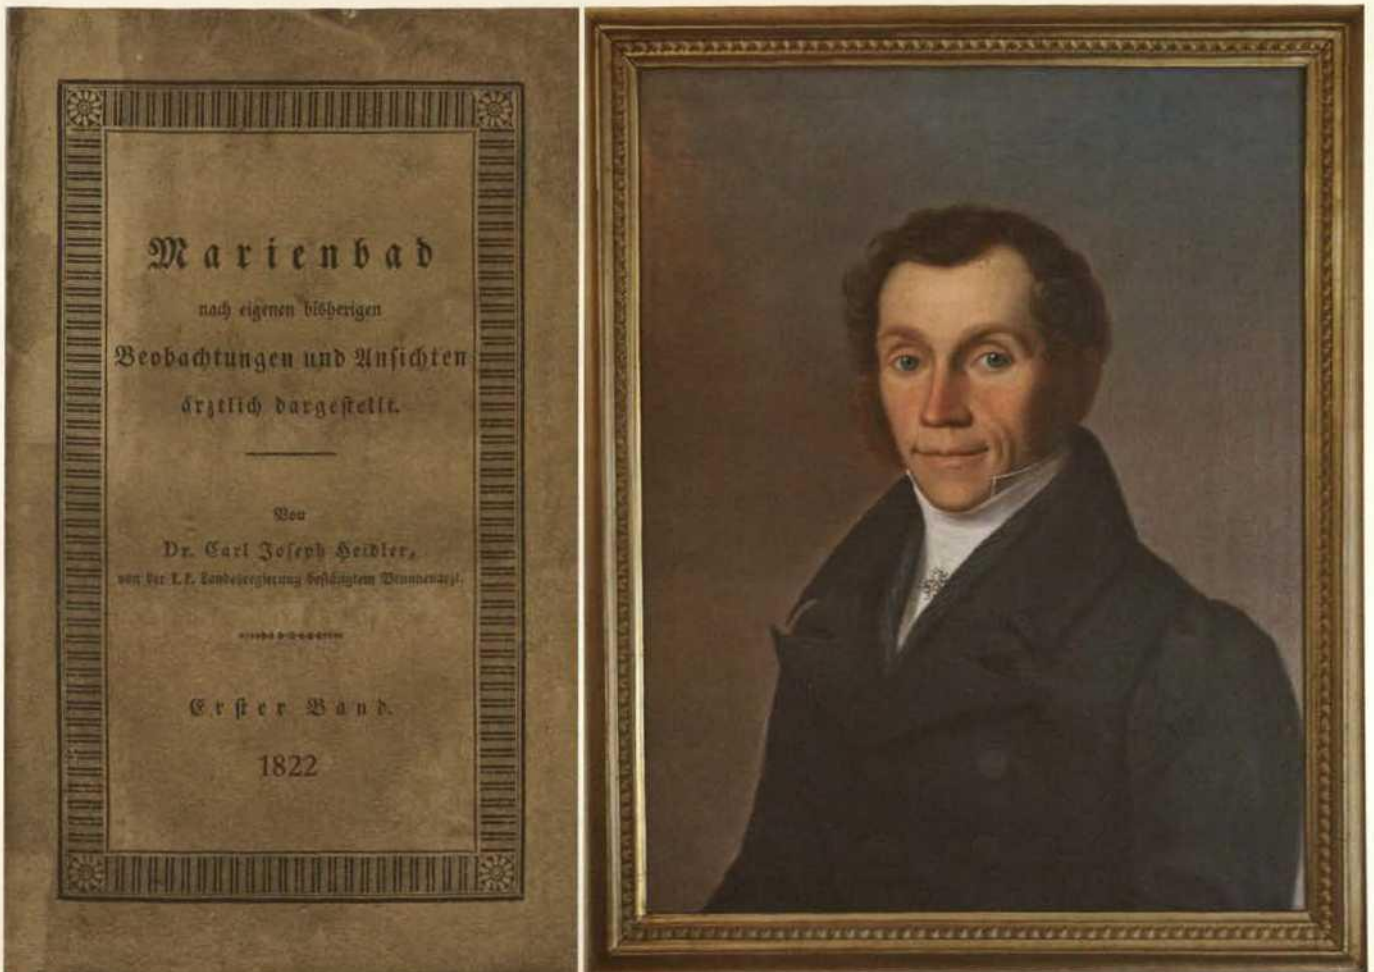 Marienbad
nach eigenen bisherigen
Beobachtungen und Ansichten
ärztlich dargestellt.
Von
Dr. Carl Joseph Heidler,
von der k. k. Landesregierung bestätigtem Brunnenarzt.
Erster Band.
1822